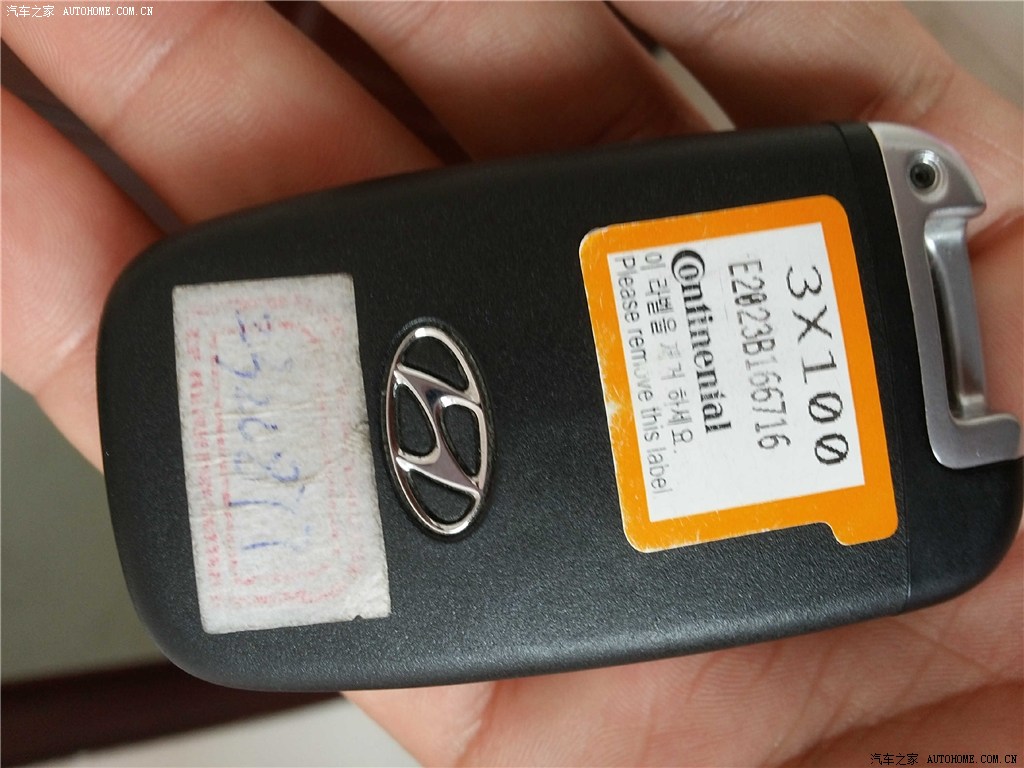 汽车之家 AUTOHOME.COM.CN
3X100
E2023B166716
Continental
이 라벨을 제거 하세요.
Please remove this label
汽车之家 AUTOHOME.COM.CN